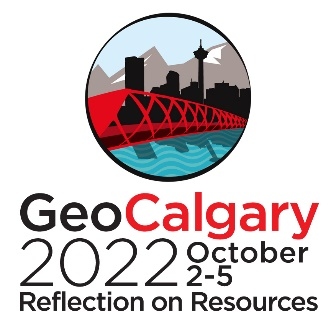 GeoCalgary
2022 October
2-5
Reflection on Resources